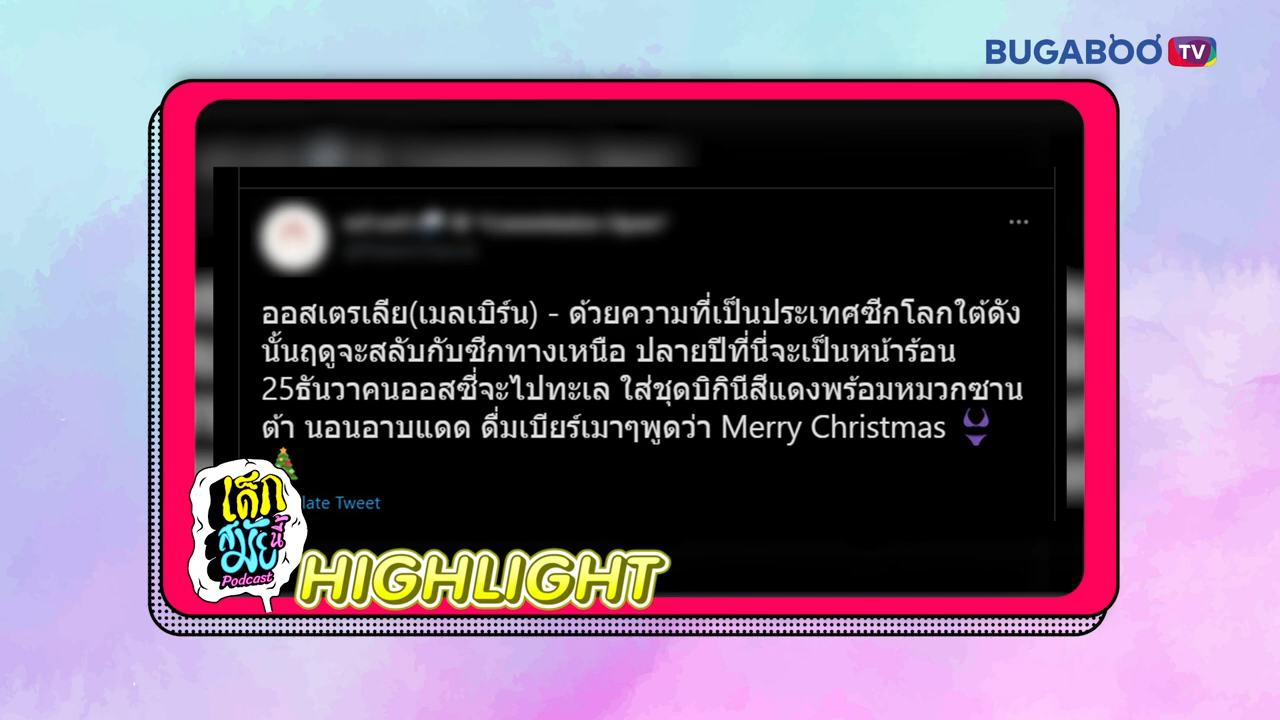 BUGABOO TV
ออสเตรเลีย(เมลเบิร์น) - ด้วยความที่เป็นประเทศซีกโลกใต้ดัง
นั้นฤดูจะสลับกับซีกทางเหนือ ปลายปีที่นี่จะเป็นหน้าร้อน
25ธันวาคนออสซี่จะไปทะเล ใส่ชุดบิกินีสีแดงพร้อมหมวกซาน
ต้า นอนอาบแดด ดื่มเบียร์เมาๆพูดว่า Merry Christmas 👙
🎄
late Tweet
เด็ก
สมัยนี้
Podcast
HIGHLIGHT